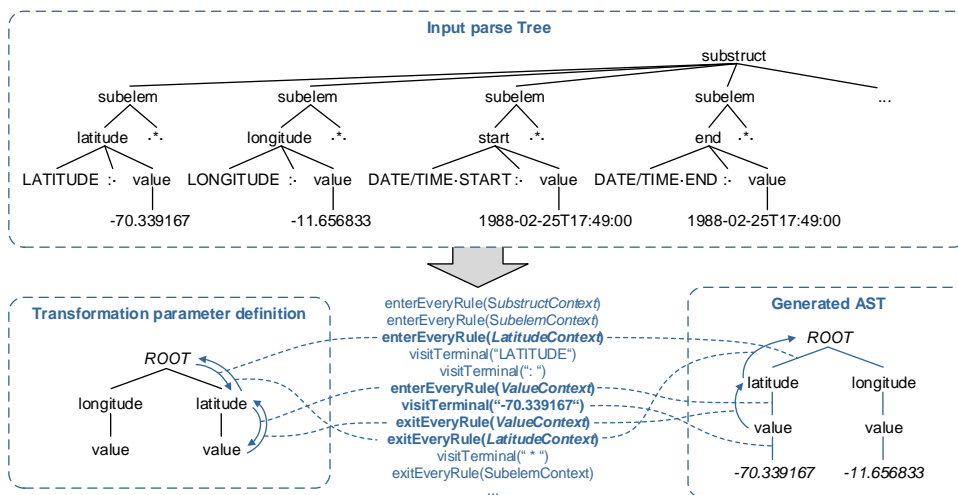 Input parse Tree
substruct
subelem subelem subelem subelem ...
latitude ·*· longitude ·*· start ·*· end ·*·
LATITUDE :· value LONGITUDE :· value DATE/TIME·START :· value DATE/TIME·END :· value
-70.339167 -11.656833 1988-02-25T17:49:00 1988-02-25T17:49:00
Transformation parameter definition
ROOT
longitude latitude
value value
enterEveryRule(SubstructContext)
enterEveryRule(SubelemContext)
enterEveryRule(LatitudeContext)
visitTerminal("LATITUDE")
visitTerminal(": ")
enterEveryRule(ValueContext)
visitTerminal("-70.339167")
exitEveryRule(ValueContext)
exitEveryRule(LatitudeContext)
visitTerminal(" * ")
exitEveryRule(SubelemContext)
...
Generated AST
ROOT
latitude longitude
value value
-70.339167 -11.656833